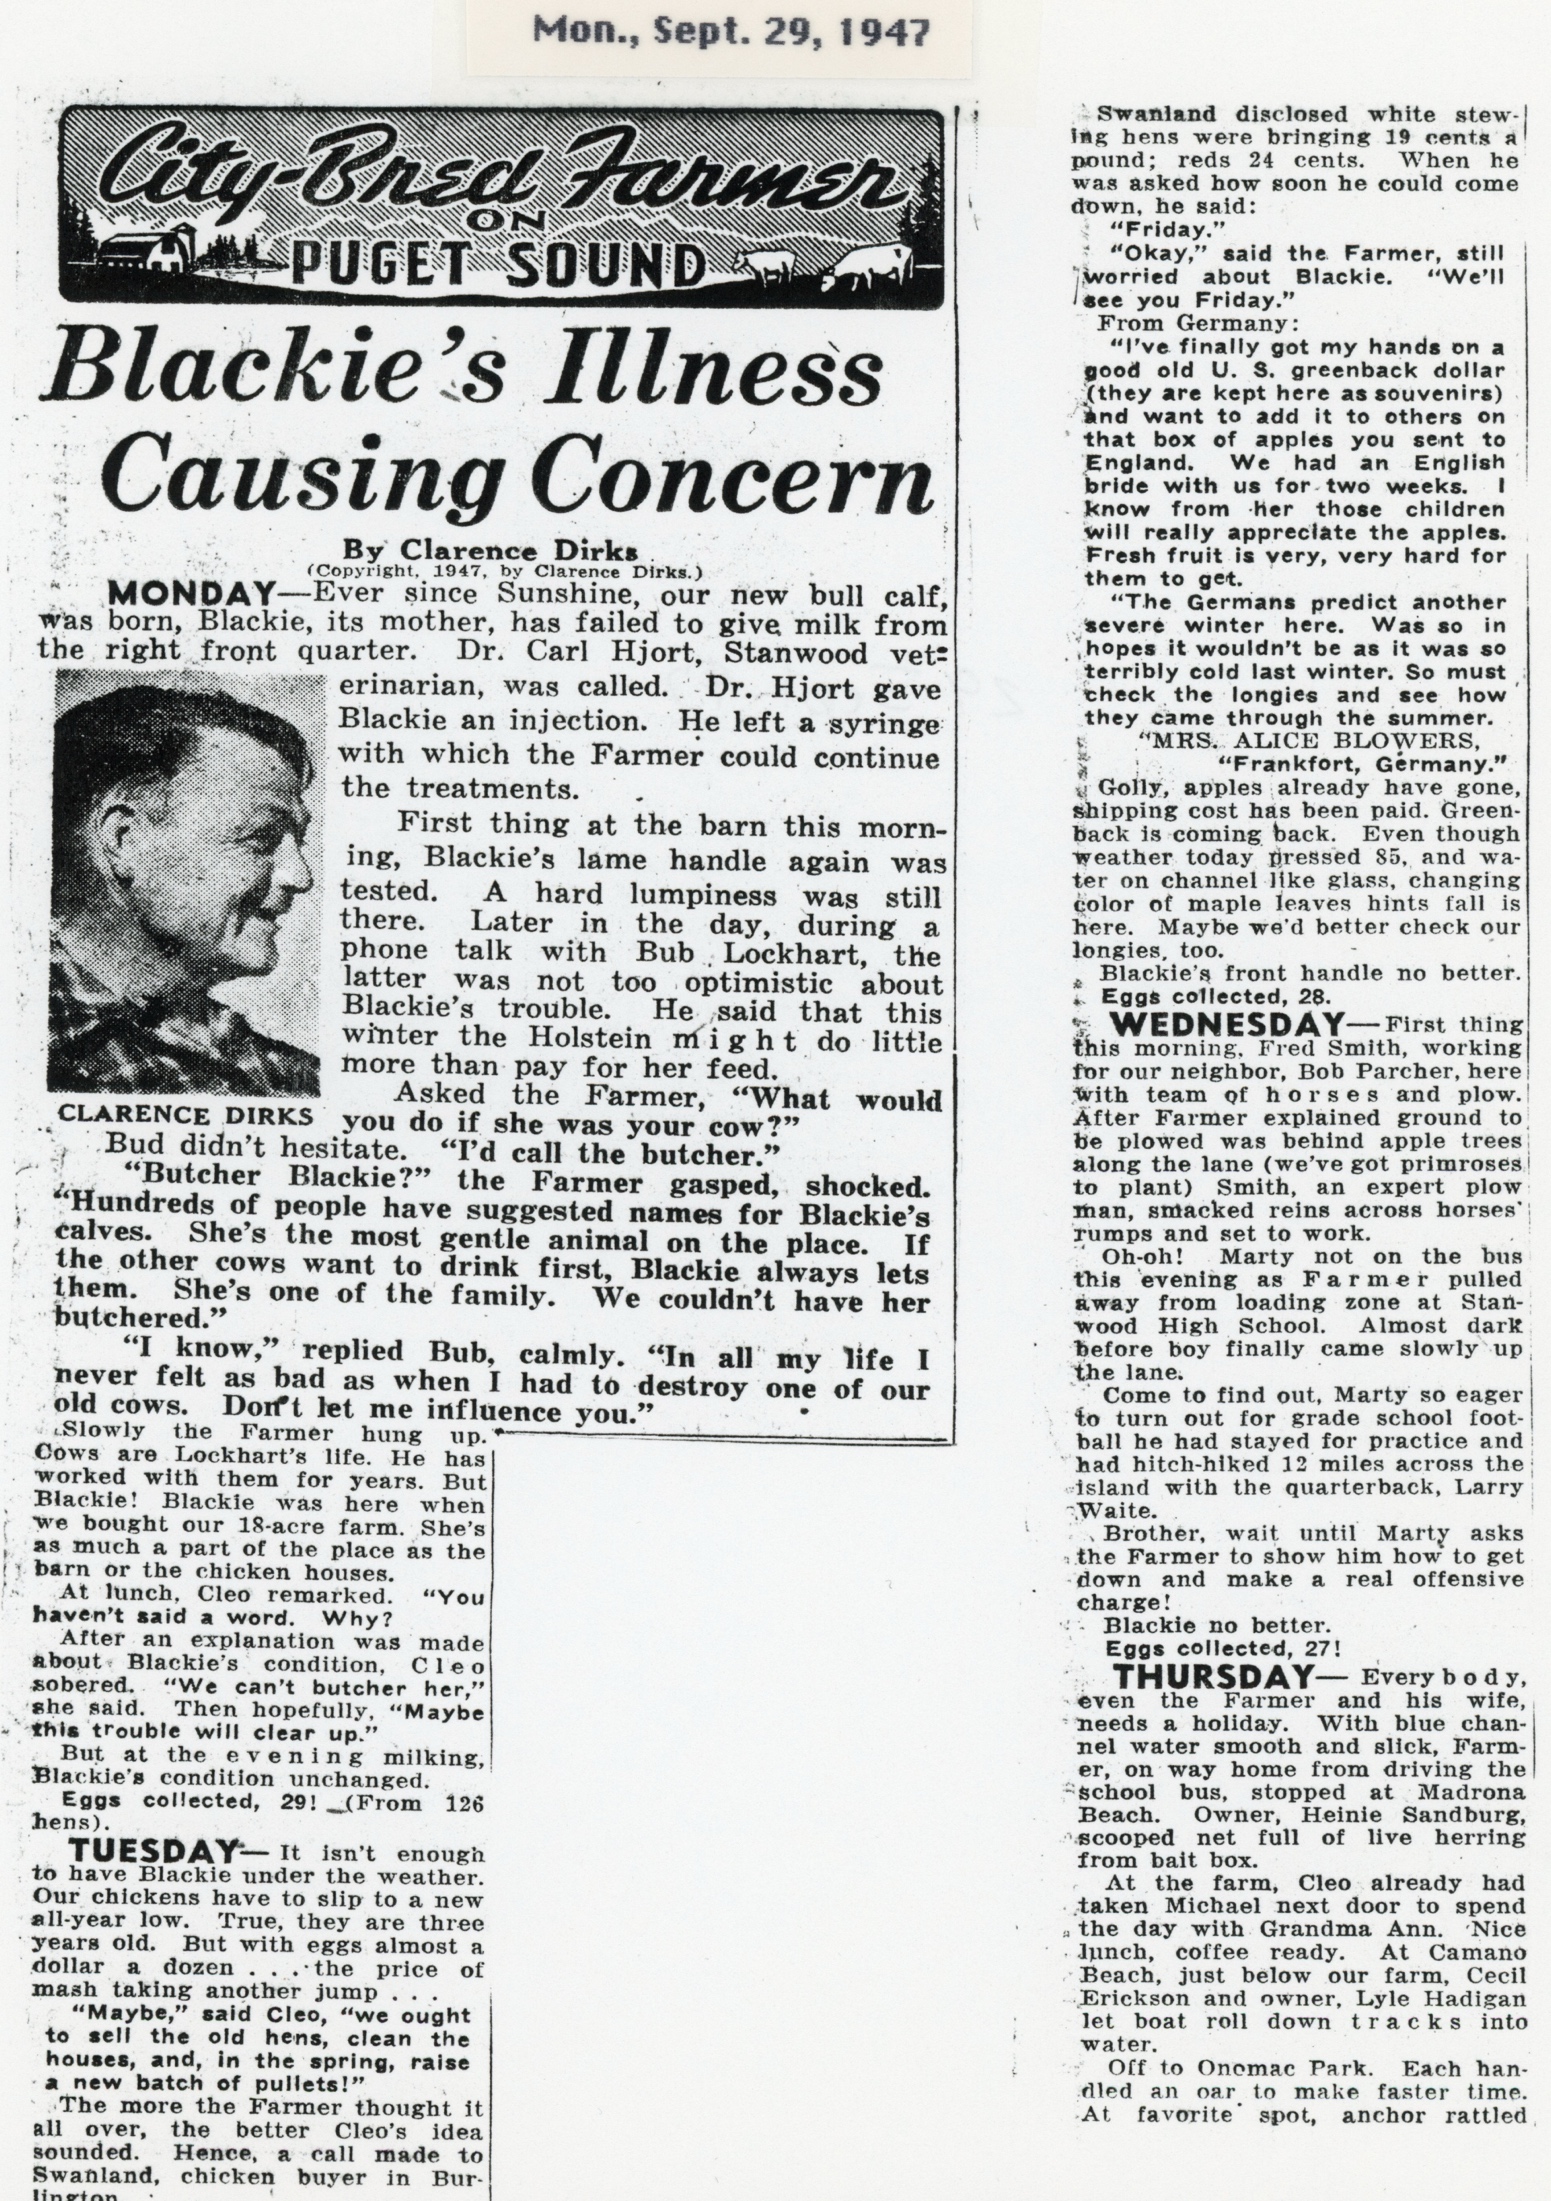 Mon., Sept. 29, 1947
City-Bred Farmer
ON
PUGET SOUND
Blackie's Illness
Causing Concern
By Clarence Dirks
(Copyright, 1947, by Clarence Dirks.)
MONDAY—Ever since Sunshine, our new bull calf,
was born, Blackie, its mother, has failed to give milk from
the right front quarter. Dr. Carl Hjort, Stanwood vet-
erinarian, was called. Dr. Hjort gave
Blackie an injection. He left a syringe
with which the Farmer could continue
the treatments.
First thing at the barn this morn-
ing, Blackie's lame handle again was
tested. A hard lumpiness was still
there. Later in the day, during a
phone talk with Bub Lockhart, the
latter was not too optimistic about
Blackie's trouble. He said that this
winter the Holstein might do little
more than pay for her feed.
Asked the Farmer, "What would
you do if she was your cow?"
CLARENCE DIRKS
Bud didn't hesitate. "I'd call the butcher."
"Butcher Blackie?" the Farmer gasped, shocked.
"Hundreds of people have suggested names for Blackie's
calves. She's the most gentle animal on the place. If
the other cows want to drink first, Blackie always lets
them. She's one of the family. We couldn't have her
butchered."
"I know," replied Bub, calmly. "In all my life I
never felt as bad as when I had to destroy one of our
old cows. Don't let me influence you."
Slowly the Farmer hung up.
Cows are Lockhart's life. He has
worked with them for years. But
Blackie! Blackie was here when
we bought our 18-acre farm. She's
as much a part of the place as the
barn or the chicken houses.
At lunch, Cleo remarked. "You
haven't said a word. Why?
After an explanation was made
about Blackie's condition, Cleo
sobered. "We can't butcher her,"
she said. Then hopefully, "Maybe
this trouble will clear up."
But at the evening milking,
Blackie's condition unchanged.
Eggs collected, 29! (From 126
hens).
TUESDAY— It isn't enough
to have Blackie under the weather.
Our chickens have to slip to a new
all-year low. True, they are three
years old. But with eggs almost a
dollar a dozen . . . the price of
mash taking another jump . . .
"Maybe," said Cleo, "we ought
to sell the old hens, clean the
houses, and, in the spring, raise
a new batch of pullets!"
The more the Farmer thought it
all over, the better Cleo's idea
sounded. Hence, a call made to
Swanland, chicken buyer in Bur-
lington.
Swanland disclosed white stew-
ing hens were bringing 19 cents a
pound; reds 24 cents. When he
was asked how soon he could come
down, he said:
"Friday."
"Okay," said the Farmer, still
worried about Blackie. "We'll
see you Friday."
From Germany:
"I've finally got my hands on a
good old U. S. greenback dollar
(they are kept here as souvenirs)
and want to add it to others on
that box of apples you sent to
England. We had an English
bride with us for two weeks. I
know from her those children
will really appreciate the apples.
Fresh fruit is very, very hard for
them to get.
"The Germans predict another
severe winter here. Was so in
hopes it wouldn't be as it was so
terribly cold last winter. So must
check the longies and see how
they came through the summer.
"MRS. ALICE BLOWERS,
"Frankfort, Germany."
Golly, apples already have gone,
shipping cost has been paid. Green-
back is coming back. Even though
weather today pressed 85, and wa-
ter on channel like glass, changing
color of maple leaves hints fall is
here. Maybe we'd better check our
longies, too.
Blackie's front handle no better.
Eggs collected, 28.
WEDNESDAY—First thing
this morning, Fred Smith, working
for our neighbor, Bob Parcher, here
with team of horses and plow.
After Farmer explained ground to
be plowed was behind apple trees
along the lane (we've got primroses
to plant) Smith, an expert plow
man, smacked reins across horses'
rumps and set to work.
Oh-oh! Marty not on the bus
this evening as Farmer pulled
away from loading zone at Stan-
wood High School. Almost dark
before boy finally came slowly up
the lane.
Come to find out, Marty so eager
to turn out for grade school foot-
ball he had stayed for practice and
had hitch-hiked 12 miles across the
island with the quarterback, Larry
Waite.
Brother, wait until Marty asks
the Farmer to show him how to get
down and make a real offensive
charge!
Blackie no better.
Eggs collected, 27!
THURSDAY— Everybody,
even the Farmer and his wife,
needs a holiday. With blue chan-
nel water smooth and slick, Farm-
er, on way home from driving the
school bus, stopped at Madrona
Beach. Owner, Heinie Sandburg,
scooped net full of live herring
from bait box.
At the farm, Cleo already had
taken Michael next door to spend
the day with Grandma Ann. Nice
lunch, coffee ready. At Camano
Beach, just below our farm, Cecil
Erickson and owner, Lyle Hadigan
let boat roll down tracks into
water.
Off to Onomac Park. Each han-
dled an oar to make faster time.
At favorite spot, anchor rattled